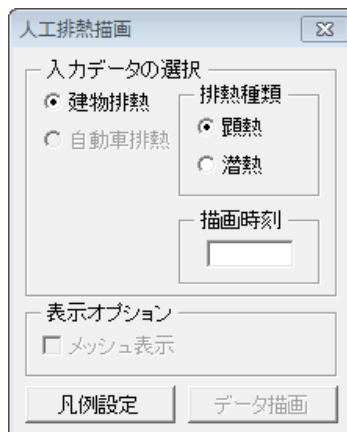 人工排熱描画
入力データの選択
建物排熱
自動車排熱
排熱種類
顕熱
潜熱
描画時刻
表示オプション
メッシュ表示
凡例設定
データ描画